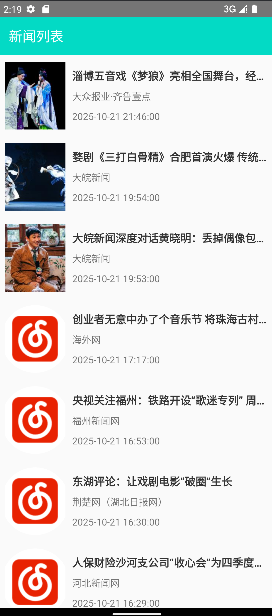 2:19
3G
新闻列表
淄博五音戏《梦狼》亮相全国舞台，经...
大众报业·齐鲁壹点
2025-10-21 21:46:00
婺剧《三打白骨精》合肥首演火爆 传统...
大皖新闻
2025-10-21 19:54:00
大皖新闻深度对话黄晓明：丢掉偶像包...
大皖新闻
2025-10-21 19:53:00
创业者无意中办了个音乐节 将珠海古村...
海外网
2025-10-21 17:17:00
央视关注福州：铁路开设“歌迷专列” 周...
福州新闻网
2025-10-21 16:53:00
东湖评论：让戏剧电影“破圈”生长
荆楚网（湖北日报网）
2025-10-21 16:30:00
人保财险沙河支公司“收心会”为四季度...
河北新闻网
2025-10-21 16:29:00